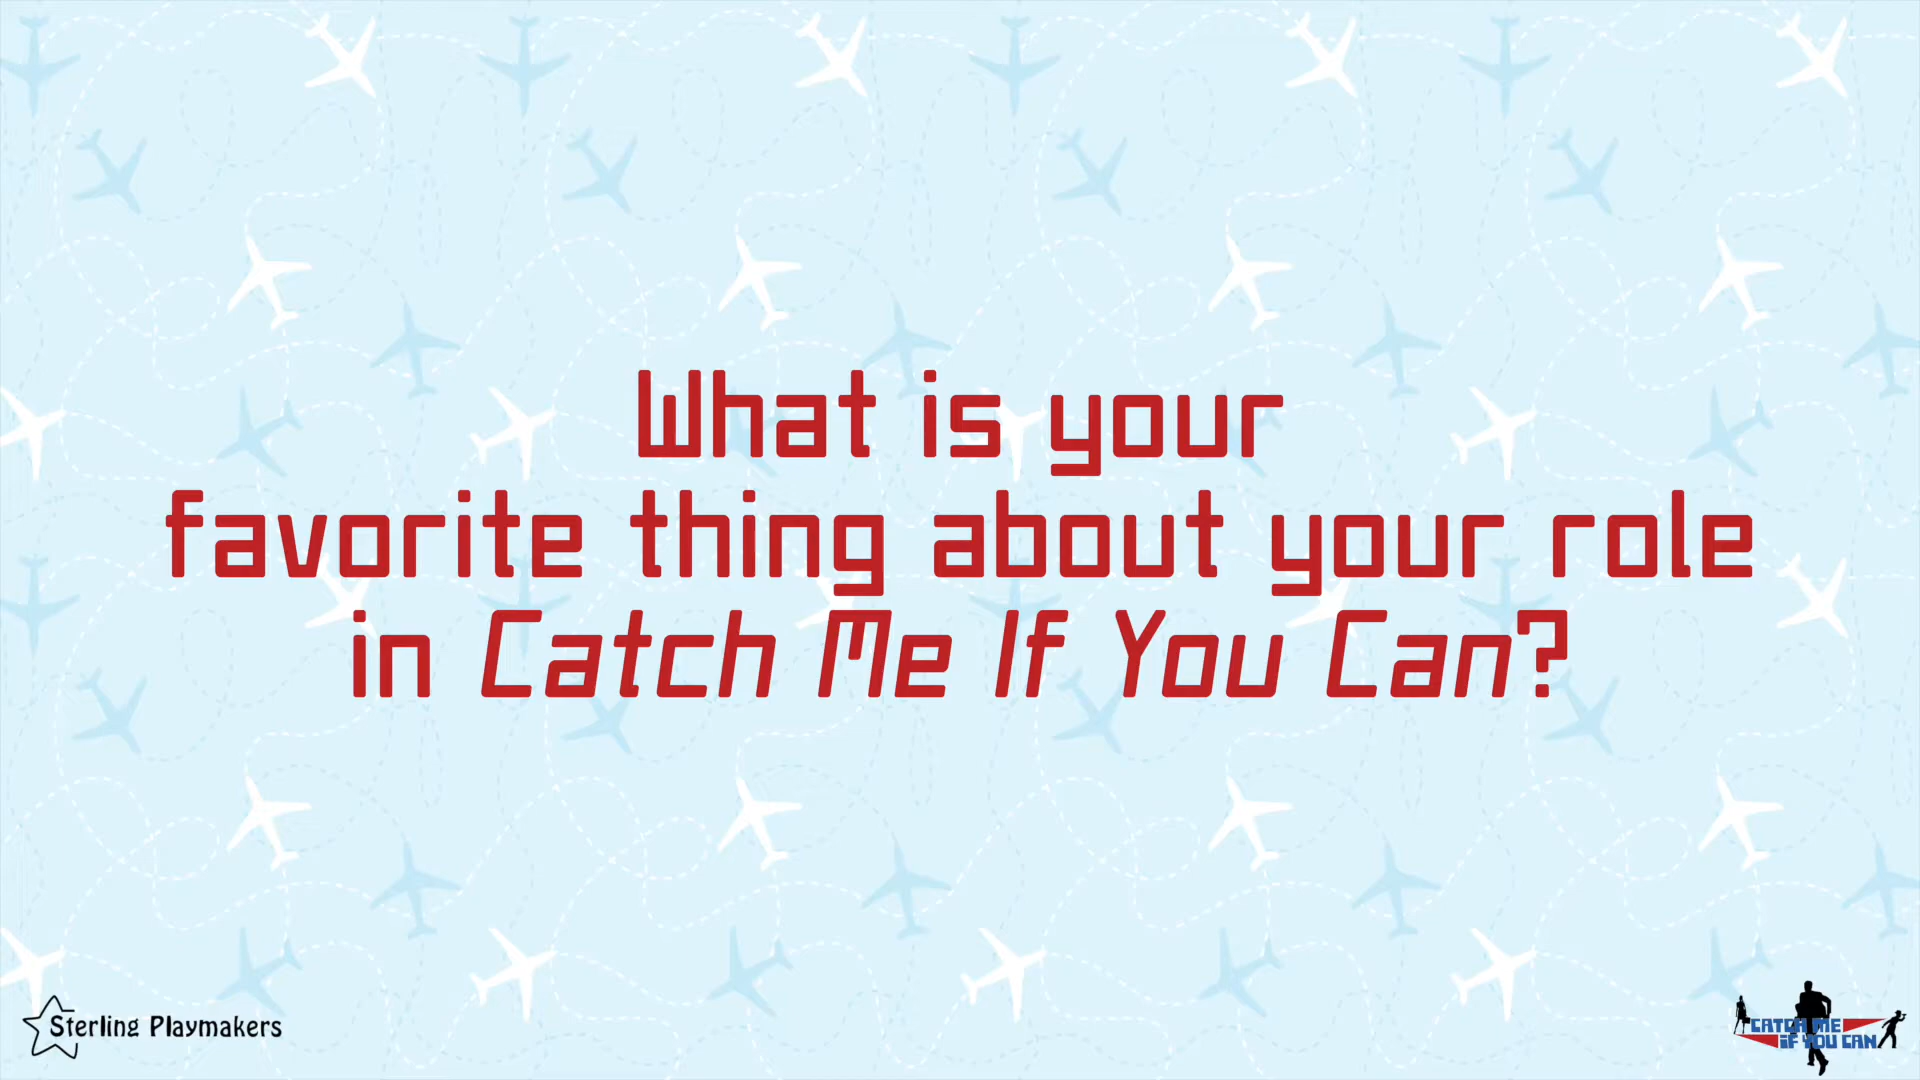 What is your
favorite thing about your role
in Catch Me If You Can?
Sterling Playmakers
CATCH ME
IF YOU CAN